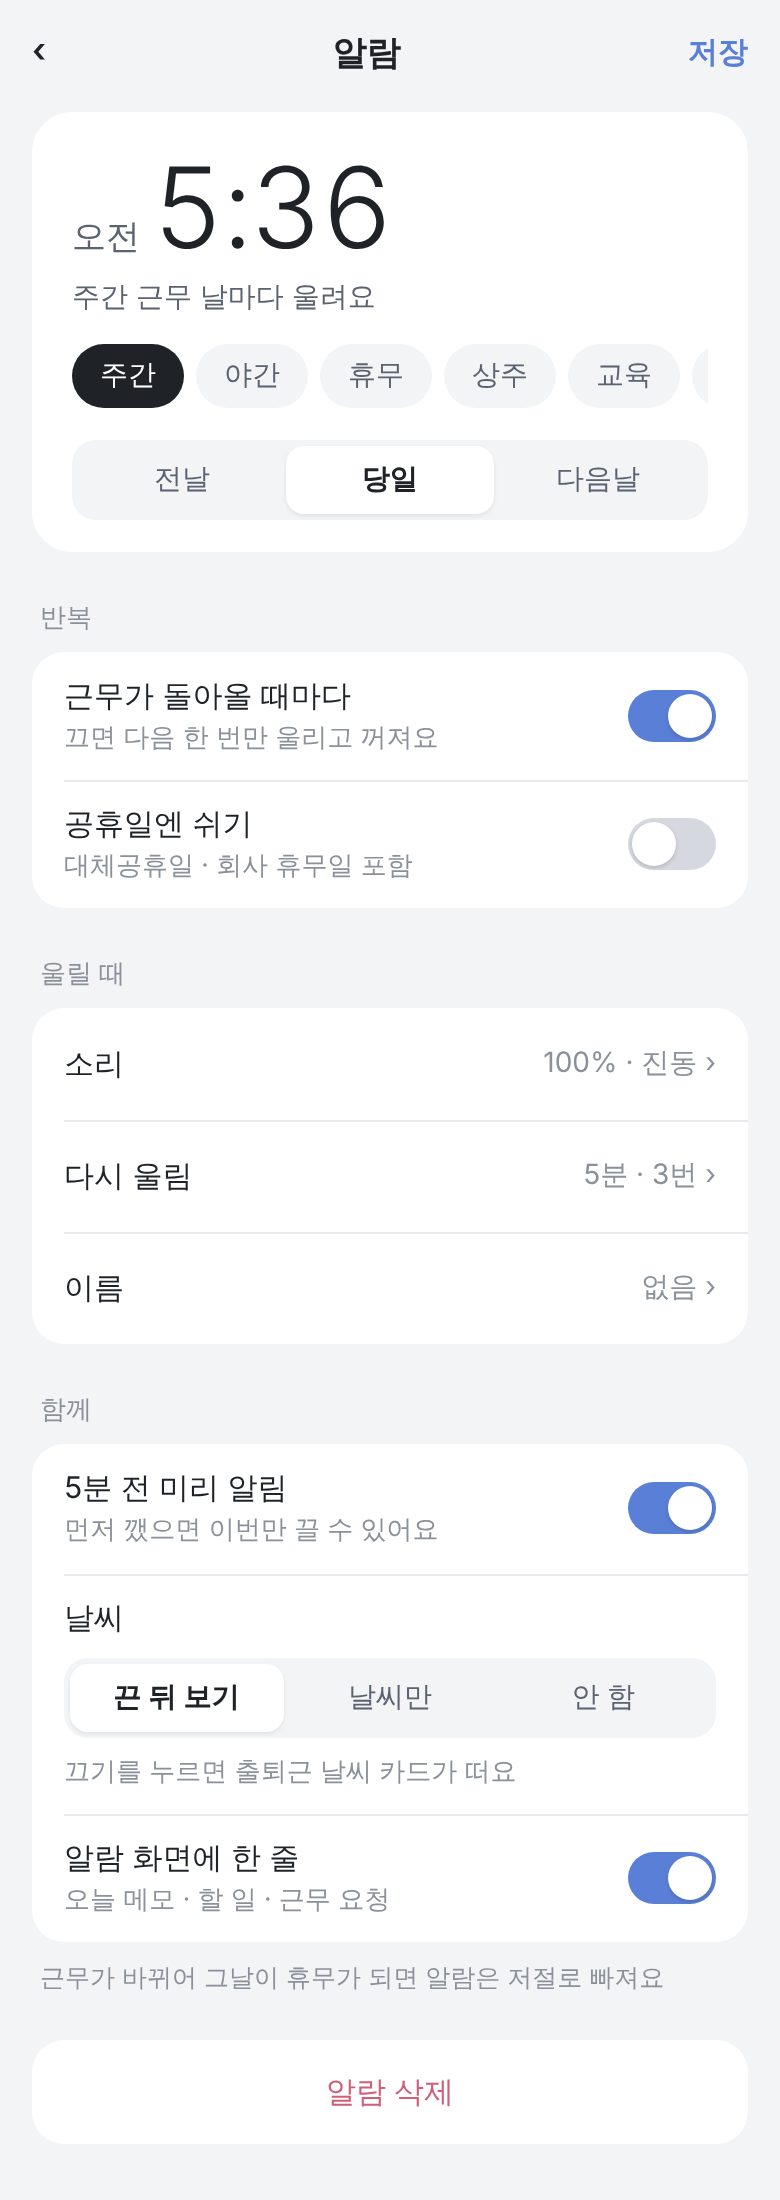 ‹ 알람 저장
오전 5:36
주간 근무 날마다 울려요
주간 야간 휴무 상주 교육
전날 당일 다음날
반복
근무가 돌아올 때마다
끄면 다음 한 번만 울리고 꺼져요
공휴일엔 쉬기
대체공휴일 · 회사 휴무일 포함
울릴 때
소리 100% · 진동 ›
다시 울림 5분 · 3번 ›
이름 없음 ›
함께
5분 전 미리 알림
먼저 깼으면 이번만 끌 수 있어요
날씨
끈 뒤 보기 날씨만 안 함
끄기를 누르면 출퇴근 날씨 카드가 떠요
알람 화면에 한 줄
오늘 메모 · 할 일 · 근무 요청
근무가 바뀌어 그날이 휴무가 되면 알람은 저절로 빠져요
알람 삭제